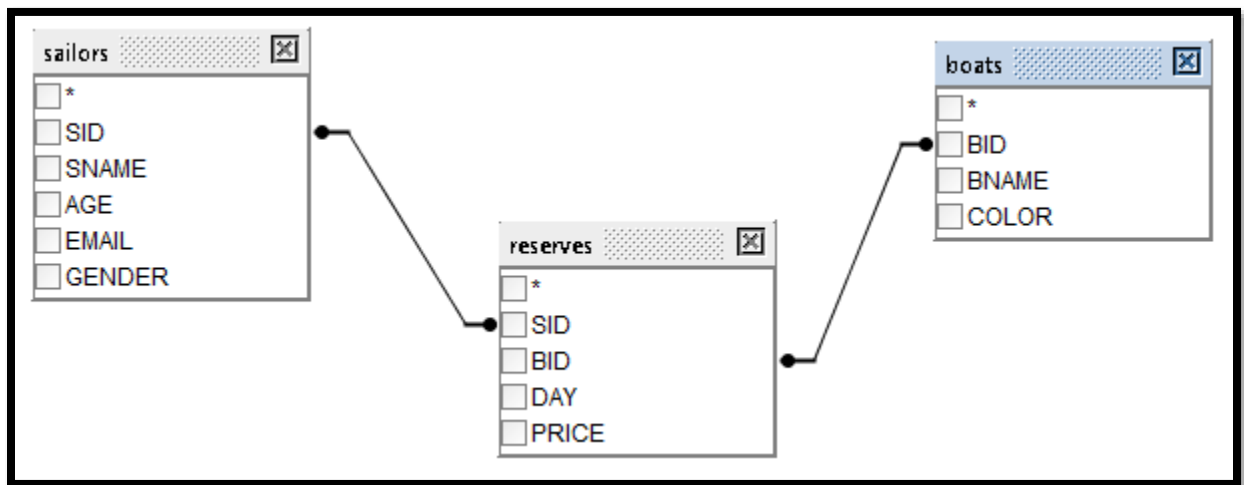 sailors
*
SID
SNAME
AGE
EMAIL
GENDER
reserves
*
SID
BID
DAY
PRICE
boats
*
BID
BNAME
COLOR